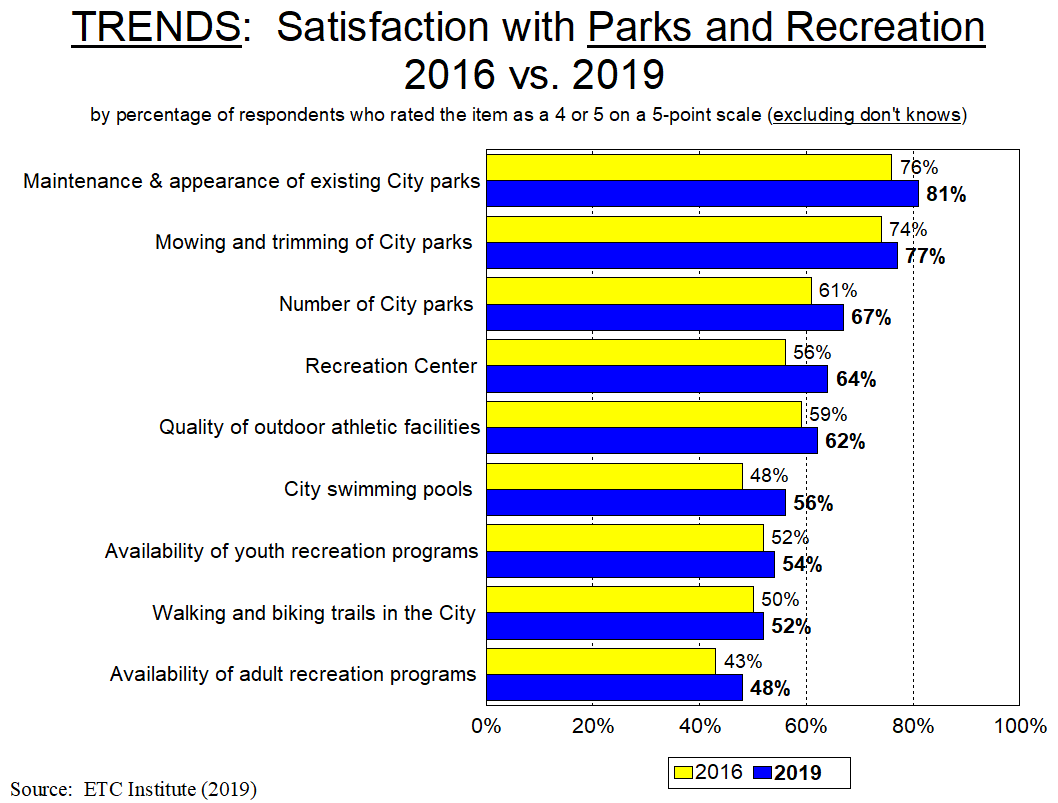 TRENDS: Satisfaction with Parks and Recreation
2016 vs. 2019
by percentage of respondents who rated the item as a 4 or 5 on a 5-point scale (excluding don't knows)
Maintenance & appearance of existing City parks
76%
81%
Mowing and trimming of City parks
74%
77%
Number of City parks
61%
67%
Recreation Center
56%
64%
Quality of outdoor athletic facilities
59%
62%
City swimming pools
48%
56%
Availability of youth recreation programs
52%
54%
Walking and biking trails in the City
50%
52%
Availability of adult recreation programs
43%
48%
0% 20% 40% 60% 80% 100%
2016 2019
Source: ETC Institute (2019)